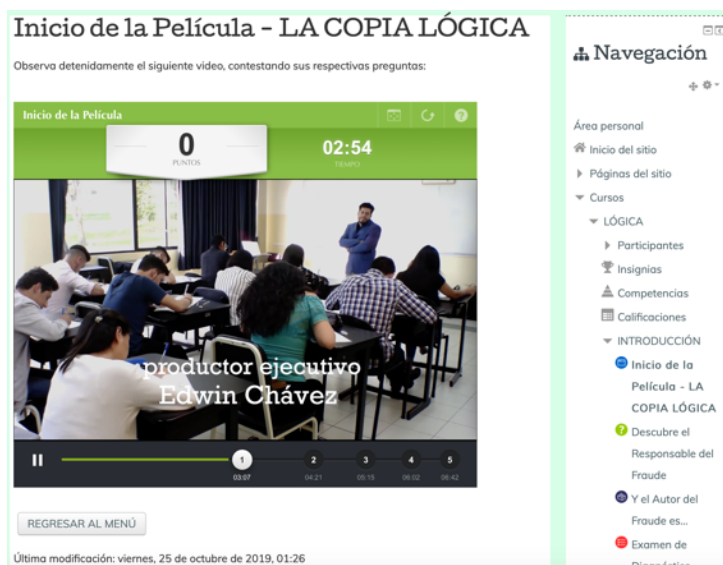 Inicio de la Película - LA COPIA LÓGICA
Observa detenidamente el siguiente video, contestando sus respectivas preguntas:
Inicio de la Película
0
PUNTOS
02:54
TIEMPO
productor ejecutivo
Edwin Chávez
1 2 3 4 5
03:07 04:21 05:15 06:02 06:42
REGRESAR AL MENÚ
Última modificación: viernes, 25 de octubre de 2019, 01:26
Navegación
Área personal
Inicio del sitio
Páginas del sitio
Cursos
LÓGICA
Participantes
Insignias
Competencias
Calificaciones
INTRODUCCIÓN
Inicio de la
Película - LA
COPIA LÓGICA
Descubre el
Responsable del
Fraude
Y el Autor del
Fraude es...
Examen de
Diagnóstico